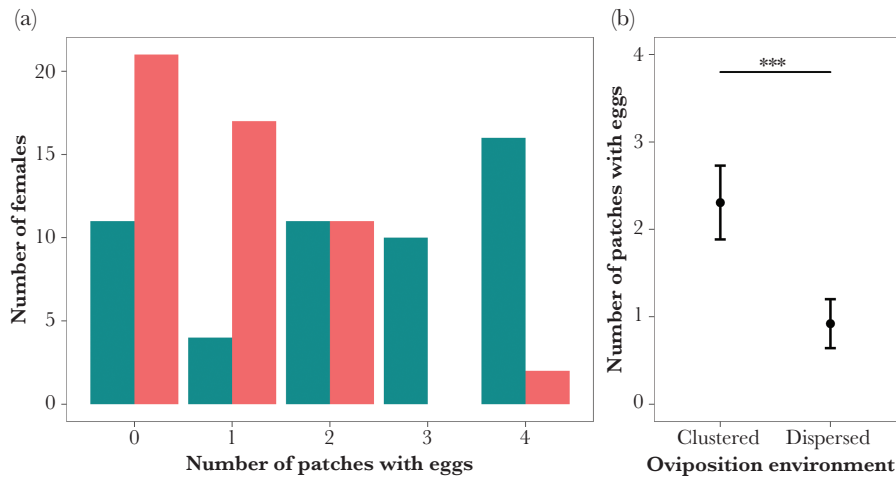 (a)
20
15
10
5
0
Number of females
0 1 2 3 4
Number of patches with eggs
(b)
4
3
2
1
0
Number of patches with eggs
***
Clustered Dispersed
Oviposition environment